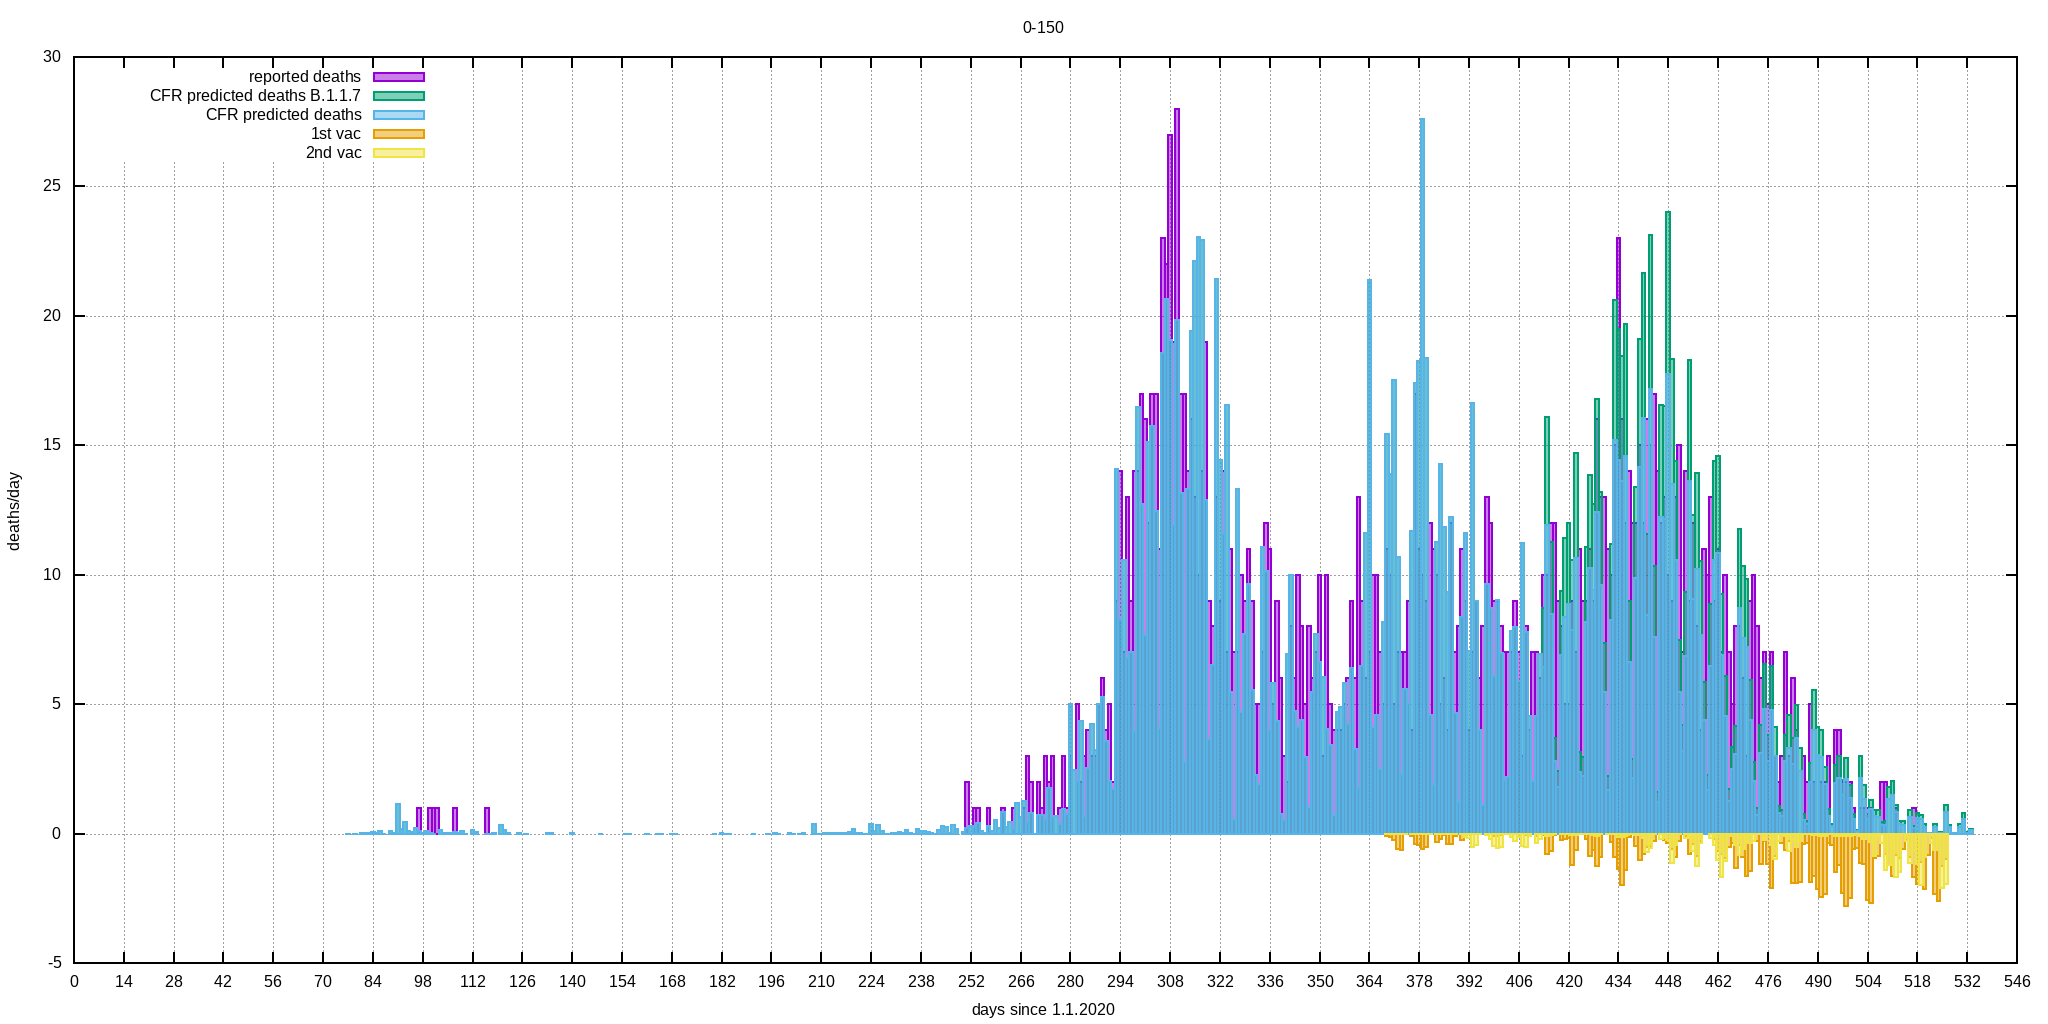 0-150
30
25
20
15
10
5
0
-5
deaths/day
reported deaths
CFR predicted deaths B.1.1.7
CFR predicted deaths
1st vac
2nd vac
0 14 28 42 56 70 84 98 112 126 140 154 168 182 196 210 224 238 252 266 280 294 308 322 336 350 364 378 392 406 420 434 448 462 476 490 504 518 532 546
days since 1.1.2020